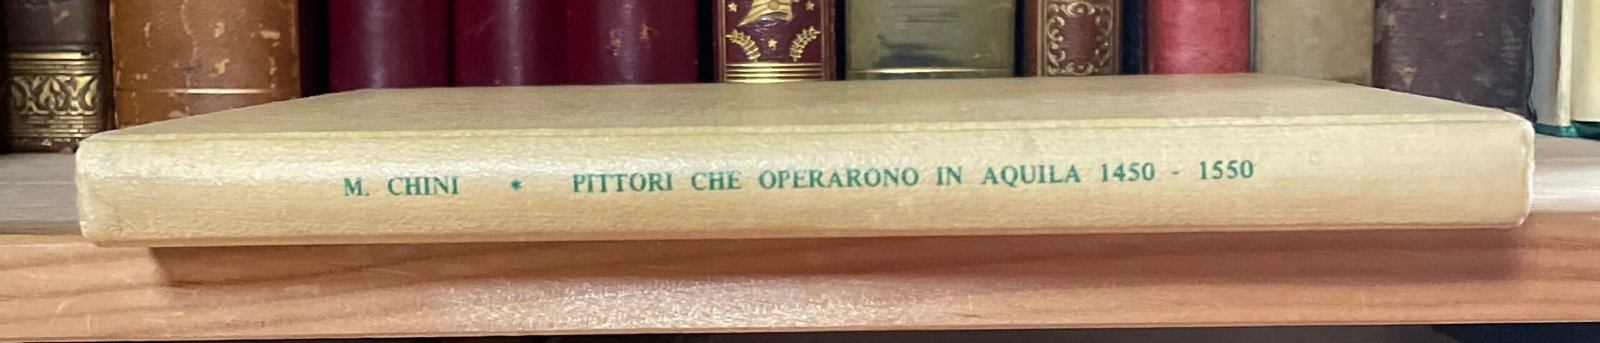 M. CHINI * PITTORI CHE OPERARONO IN AQUILA 1450 - 1550